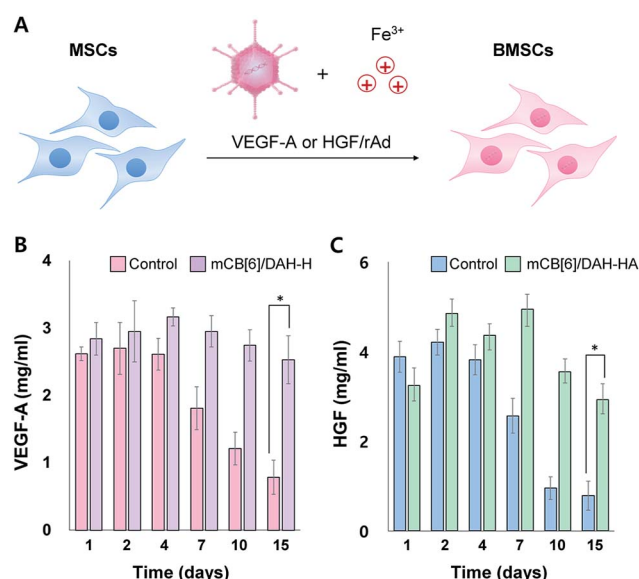 A
MSCs
Fe³⁺
BMSCs
+
VEGF-A or HGF/rAd
B
Control
mCB[6]/DAH-H
VEGF-A (mg/ml)
4
3
2
1
0
*
1 2 4 7 10 15
Time (days)
C
Control
mCB[6]/DAH-HA
HGF (mg/ml)
6
4
2
0
*
1 2 4 7 10 15
Time (days)